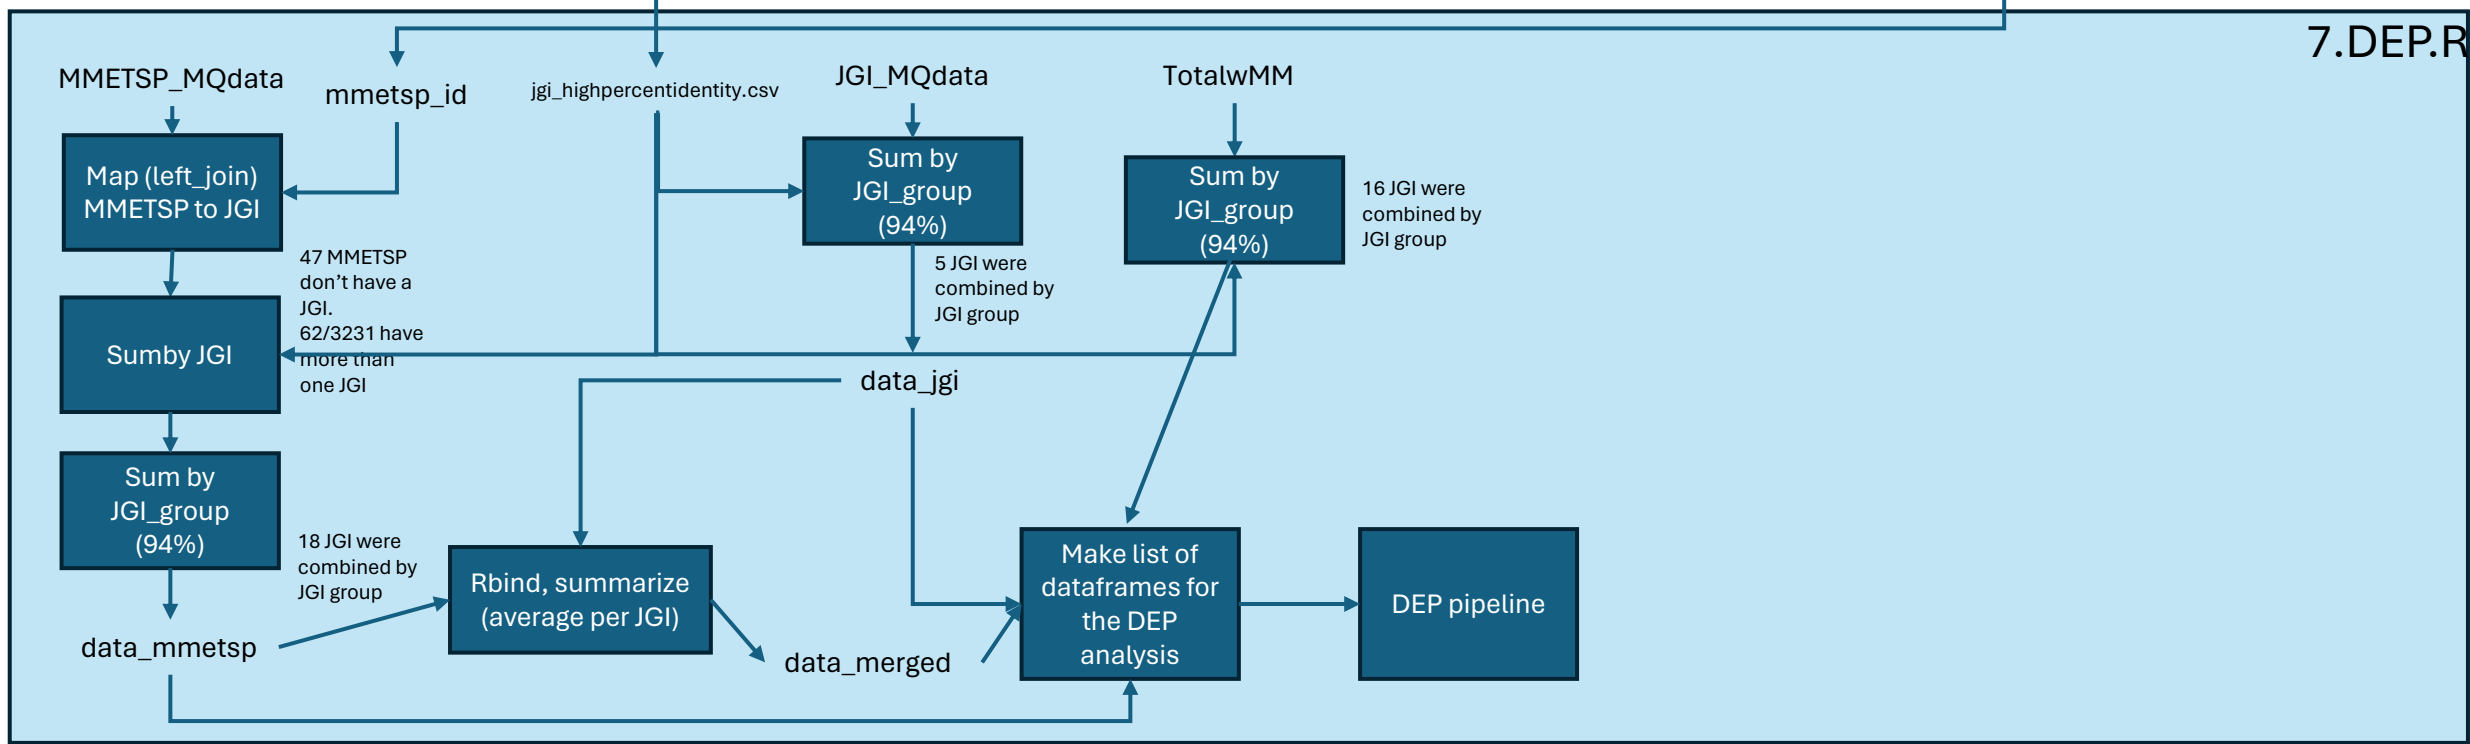 7.DEP.R
MMETSP_MQdata
mmetsp_id
jgi_highpercentidentity.csv
JGI_MQdata
TotalwMM
Map (left_join)
MMETSP to JGI
Sum by
JGI_group
(94%)
Sum by
JGI_group
(94%)
16 JGI were
combined by
JGI group
47 MMETSP
don’t have a
JGI.
62/3231 have
more than
one JGI
5 JGI were
combined by
JGI group
Sumby JGI
data_jgi
Sum by
JGI_group
(94%)
18 JGI were
combined by
JGI group
Rbind, summarize
(average per JGI)
Make list of
dataframes for
the DEP
analysis
DEP pipeline
data_mmetsp
data_merged